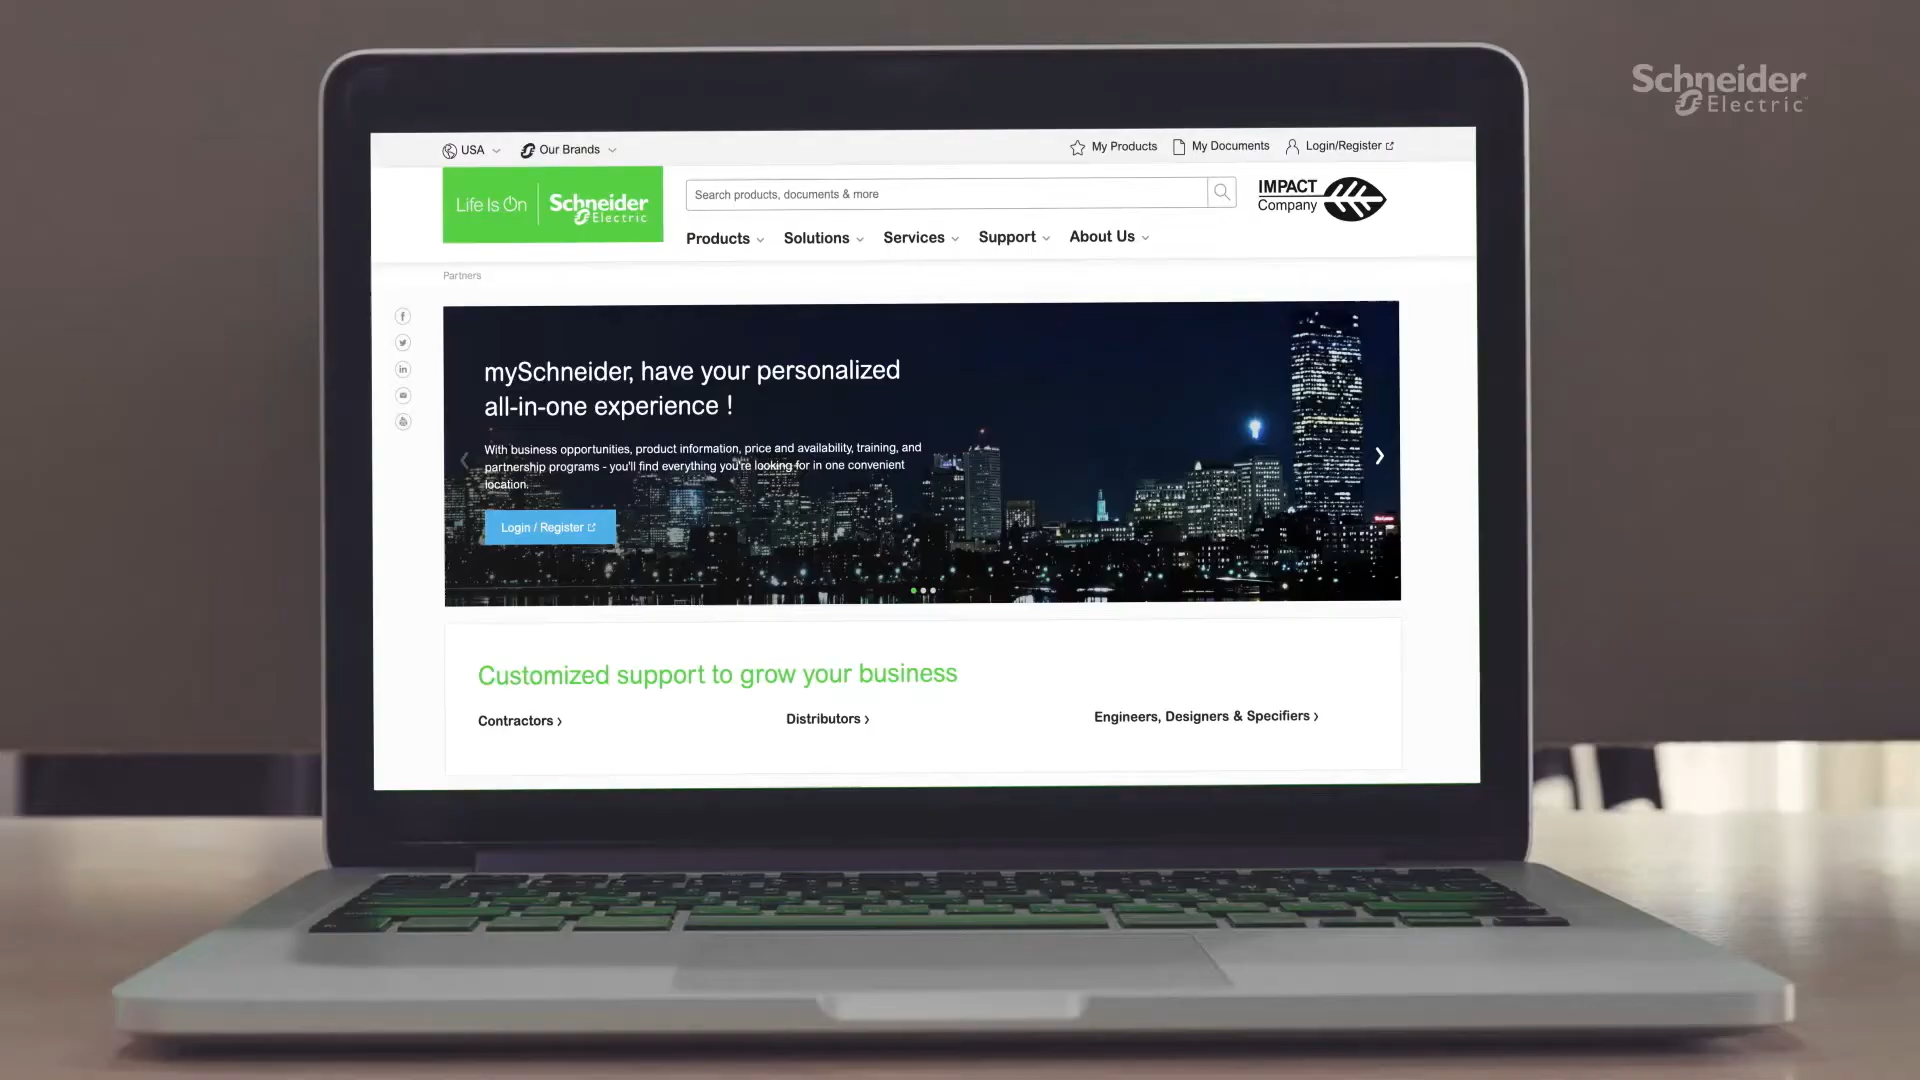 Schneider
Electric
USA
Our Brands
My Products
My Documents
Login/Register
Life Is On
Schneider
Electric
Search products, documents & more
IMPACT
Company
Products
Solutions
Services
Support
About Us
Partners
mySchneider, have your personalized
all-in-one experience !
With business opportunities, product information, price and availability, training, and
partnership programs - you'll find everything you're looking for in one convenient
location.
Login / Register
Customized support to grow your business
Contractors ›
Distributors ›
Engineers, Designers & Specifiers ›